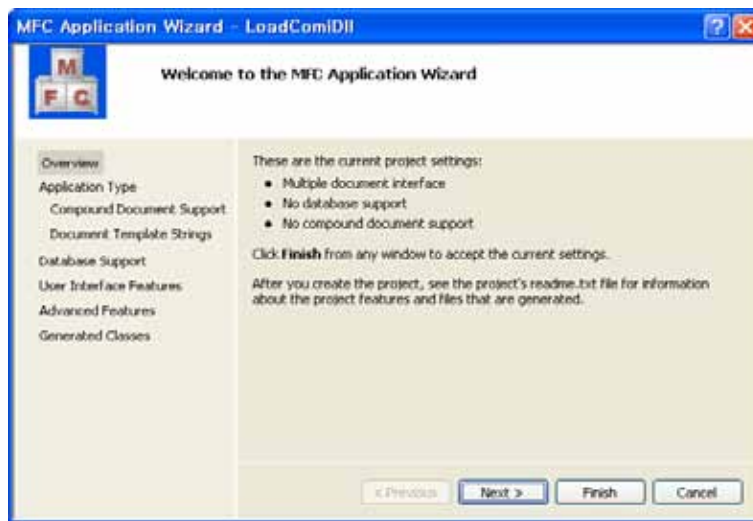 MFC Application Wizard - LoadComiDll
M
F C
Welcome to the MFC Application Wizard
Overview
Application Type
Compound Document Support
Document Template Strings
Database Support
User Interface Features
Advanced Features
Generated Classes
These are the current project settings:
• Multiple document interface
• No database support
• No compound document support
Click Finish from any window to accept the current settings.
After you create the project, see the project's readme.txt file for information
about the project features and files that are generated.
< Previous
Next >
Finish
Cancel